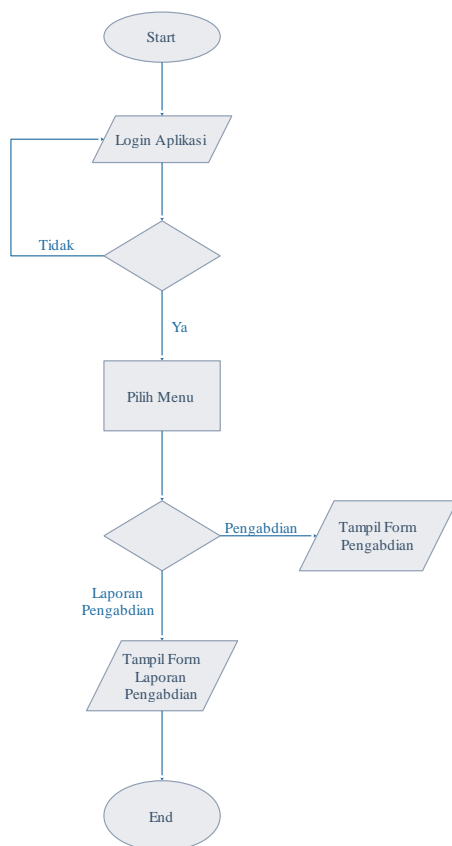 Start
Login Aplikasi
Tidak
Ya
Pilih Menu
Pengabdian
Tampil Form
Pengabdian
Laporan
Pengabdian
Tampil Form
Laporan
Pengabdian
End